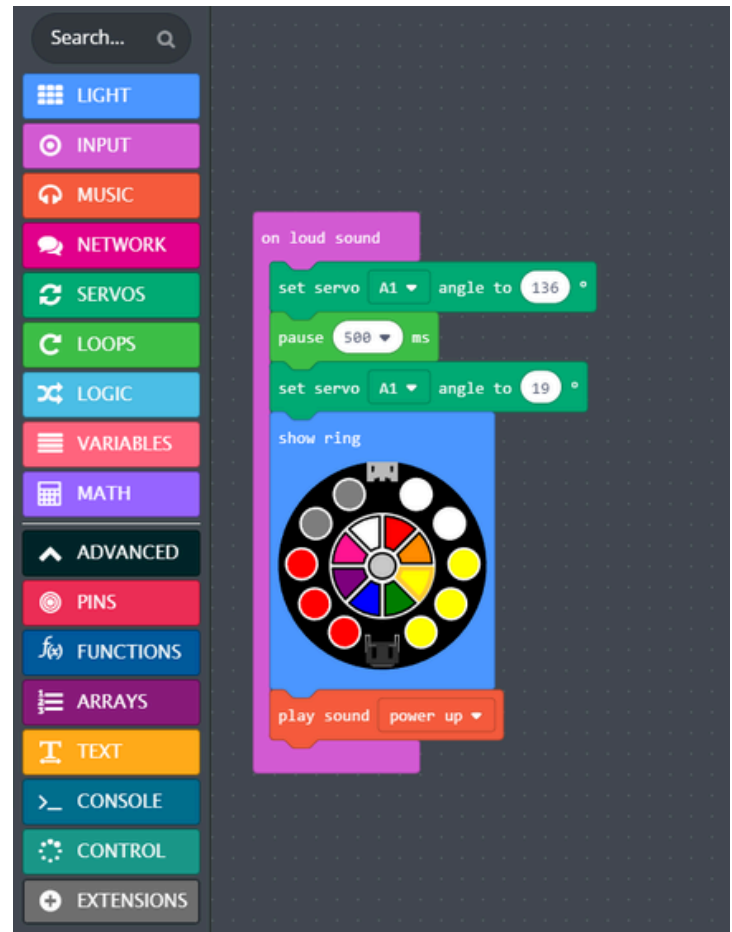 Search...
LIGHT
INPUT
MUSIC
NETWORK
SERVOS
LOOPS
LOGIC
VARIABLES
MATH
ADVANCED
PINS
f(x) FUNCTIONS
ARRAYS
T TEXT
>_ CONSOLE
CONTROL
EXTENSIONS
on loud sound
set servo A1 angle to 136 °
pause 500 ms
set servo A1 angle to 19 °
show ring
play sound power up